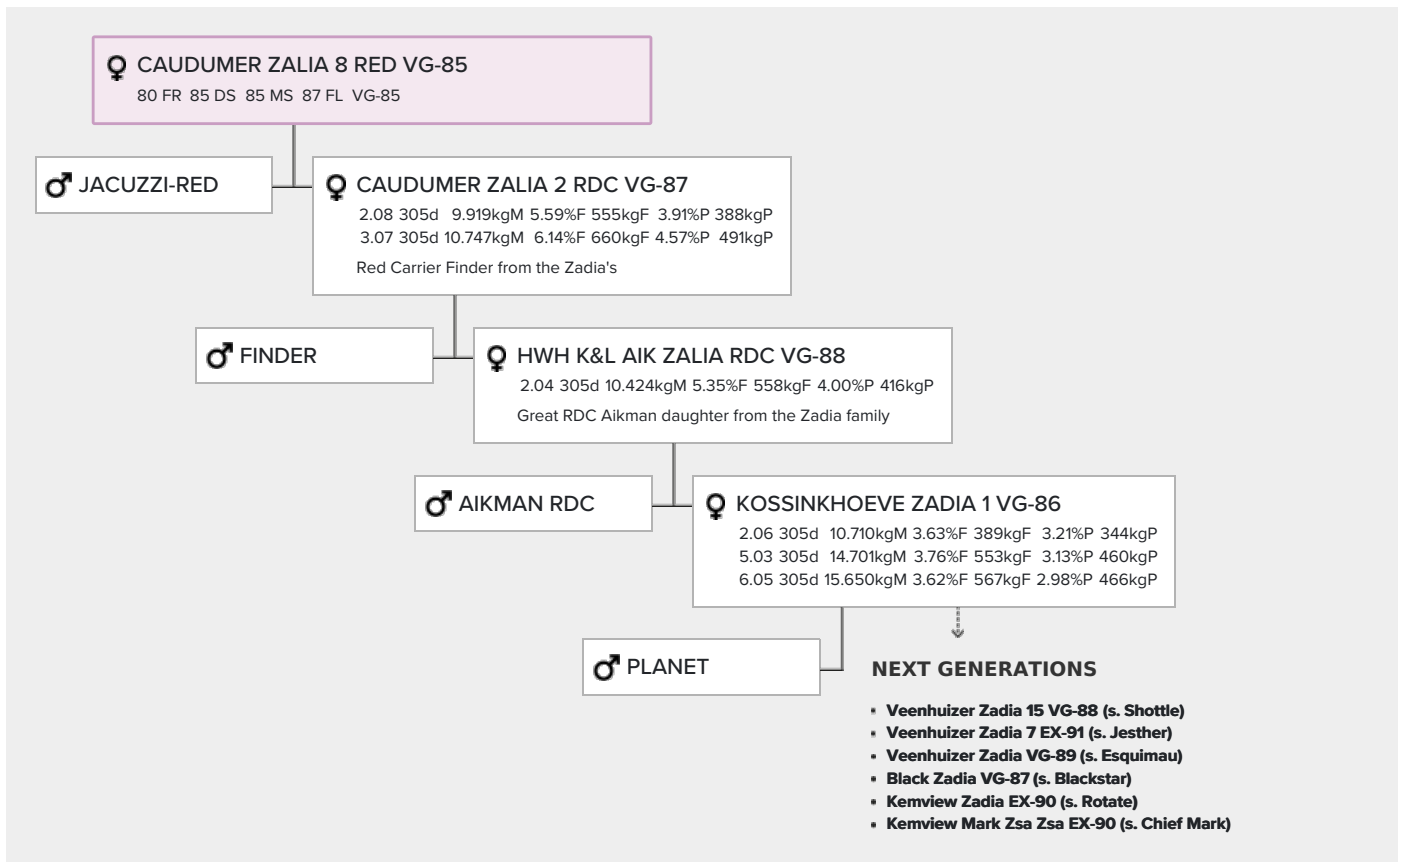 CAUDUMER ZALIA 8 RED VG-85
80 FR 85 DS 85 MS 87 FL VG-85
JACUZZI-RED
CAUDUMER ZALIA 2 RDC VG-87
2.08 305d 9.919kgM 5.59%F 555kgF 3.91%P 388kgP
3.07 305d 10.747kgM 6.14%F 660kgF 4.57%P 491kgP
Red Carrier Finder from the Zadia's
FINDER
HWH K&L AIK ZALIA RDC VG-88
2.04 305d 10.424kgM 5.35%F 558kgF 4.00%P 416kgP
Great RDC Aikman daughter from the Zadia family
AIKMAN RDC
KOSSINKHOEVE ZADIA 1 VG-86
2.06 305d 10.710kgM 3.63%F 389kgF 3.21%P 344kgP
5.03 305d 14.701kgM 3.76%F 553kgF 3.13%P 460kgP
6.05 305d 15.650kgM 3.62%F 567kgF 2.98%P 466kgP
PLANET
NEXT GENERATIONS
Veenhuizer Zadia 15 VG-88 (s. Shottle)
Veenhuizer Zadia 7 EX-91 (s. Jesther)
Veenhuizer Zadia VG-89 (s. Esquimau)
Black Zadia VG-87 (s. Blackstar)
Kemview Zadia EX-90 (s. Rotate)
Kemview Mark Zsa Zsa EX-90 (s. Chief Mark)